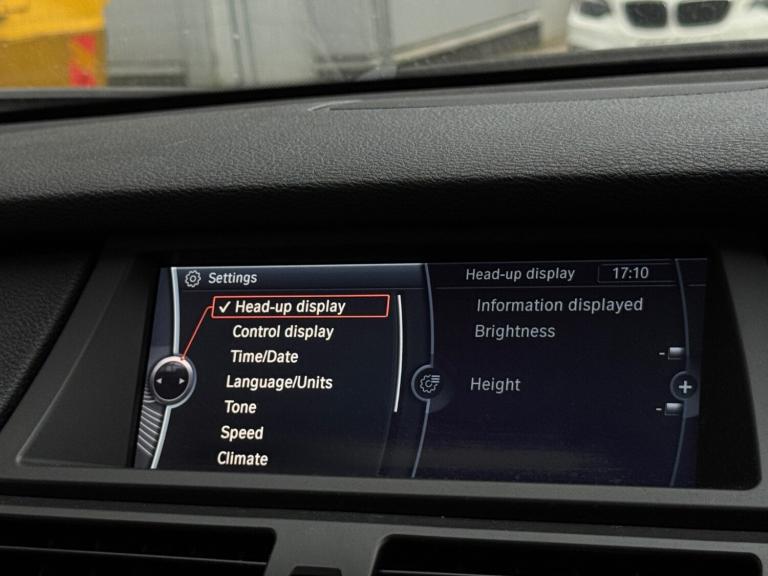 Settings
✓ Head-up display
Control display
Time/Date
Language/Units
Tone
Speed
Climate
Head-up display 17:10
Information displayed
Brightness
Height